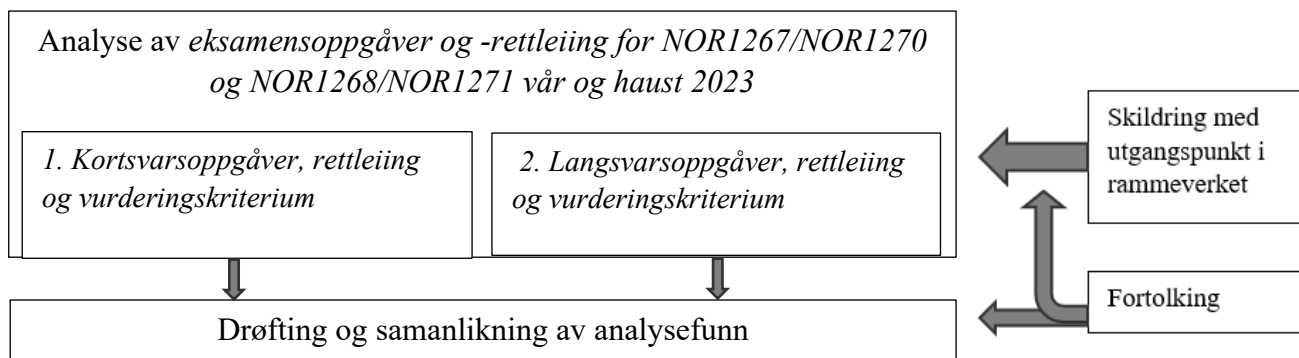 Analyse av eksamensoppgåver og -rettleiing for NOR1267/NOR1270
og NOR1268/NOR1271 vår og haust 2023
1. Kortsvarsoppgåver, rettleiing
og vurderingskriterium
2. Langsvarsoppgåver, rettleiing
og vurderingskriterium
Skildring med
utgangspunkt i
rammeverket
Fortolking
Drøfting og samanlikning av analysefunn